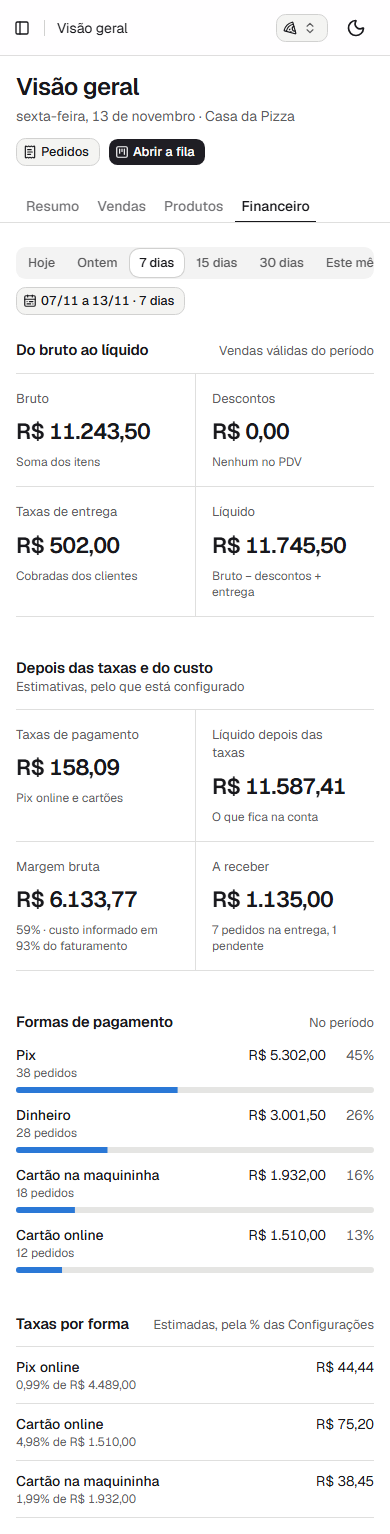 Visão geral
Visão geral
sexta-feira, 13 de novembro · Casa da Pizza
Pedidos
Abrir a fila
Resumo Vendas Produtos Financeiro
Hoje Ontem 7 dias 15 dias 30 dias Este mê
07/11 a 13/11 · 7 dias
Do bruto ao líquido Vendas válidas do período
Bruto
R$ 11.243,50
Soma dos itens
Descontos
R$ 0,00
Nenhum no PDV
Taxas de entrega
R$ 502,00
Cobradas dos clientes
Líquido
R$ 11.745,50
Bruto − descontos +
entrega
Depois das taxas e do custo
Estimativas, pelo que está configurado
Taxas de pagamento
R$ 158,09
Pix online e cartões
Líquido depois das
taxas
R$ 11.587,41
O que fica na conta
Margem bruta
R$ 6.133,77
59% · custo informado em
93% do faturamento
A receber
R$ 1.135,00
7 pedidos na entrega, 1
pendente
Formas de pagamento No período
Pix R$ 5.302,00 45%
38 pedidos
Dinheiro R$ 3.001,50 26%
28 pedidos
Cartão na maquininha R$ 1.932,00 16%
18 pedidos
Cartão online R$ 1.510,00 13%
12 pedidos
Taxas por forma Estimadas, pela % das Configurações
Pix online R$ 44,44
0,99% de R$ 4.489,00
Cartão online R$ 75,20
4,98% de R$ 1.510,00
Cartão na maquininha R$ 38,45
1,99% de R$ 1.932,00